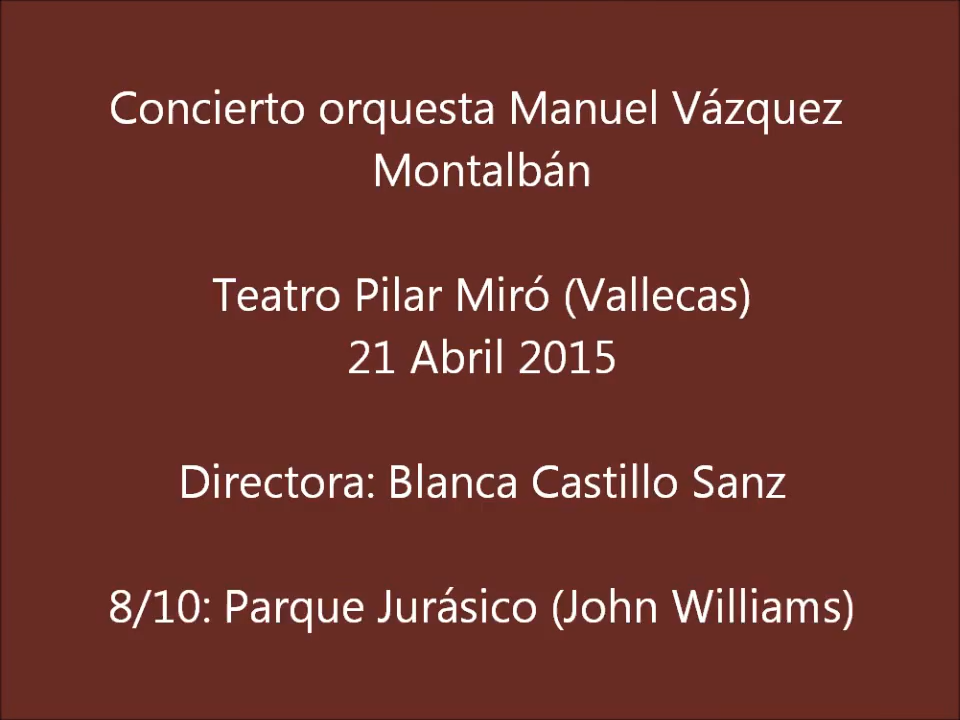 Concierto orquesta Manuel Vázquez
Montalbán
Teatro Pilar Miró (Vallecas)
21 Abril 2015
Directora: Blanca Castillo Sanz
8/10: Parque Jurásico (John Williams)